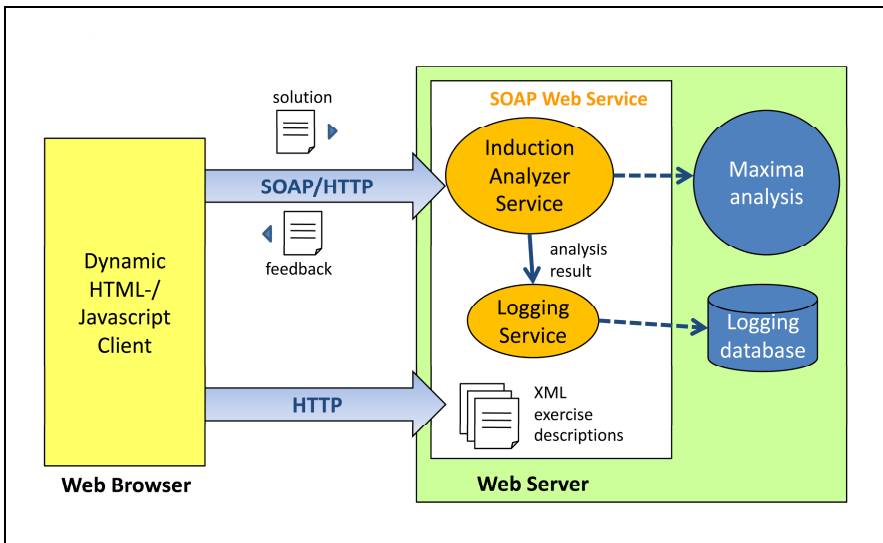 solution
SOAP/HTTP
feedback
Dynamic
HTML-/
Javascript
Client
HTTP
Web Browser
SOAP Web Service
Induction
Analyzer
Service
analysis
result
Logging
Service
XML
exercise
descriptions
Web Server
Maxima
analysis
Logging
database